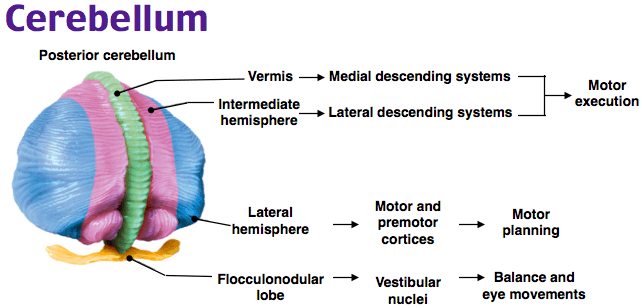 Cerebellum
Posterior cerebellum
Vermis
Medial descending systems
Intermediate
hemisphere
Lateral descending systems
Motor
execution
Lateral
hemisphere
Motor and
premotor
cortices
Motor
planning
Flocculonodular
lobe
Vestibular
nuclei
Balance and
eye movements